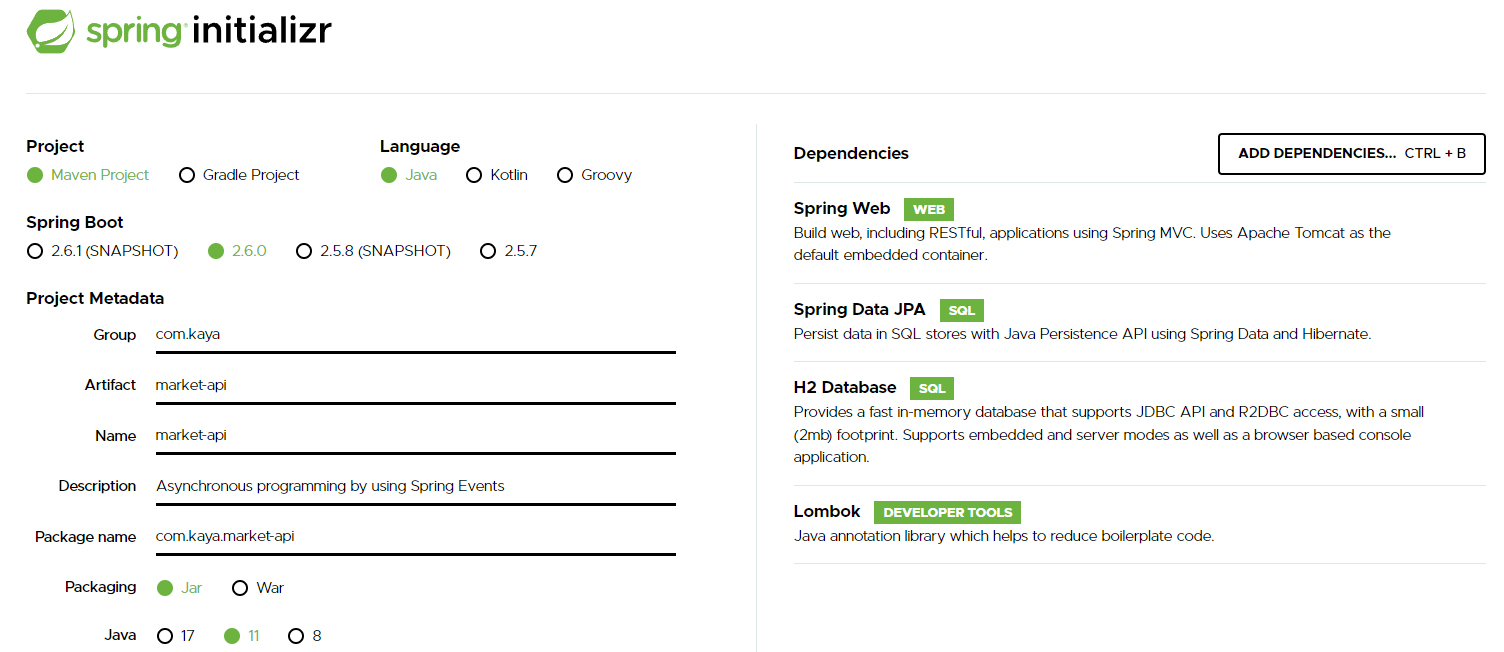 spring initializr
Project
Maven Project Gradle Project
Language
Java Kotlin Groovy
Spring Boot
2.6.1 (SNAPSHOT) 2.6.0 2.5.8 (SNAPSHOT) 2.5.7
Project Metadata
Group com.kaya
Artifact market-api
Name market-api
Description Asynchronous programming by using Spring Events
Package name com.kaya.market-api
Packaging Jar War
Java 17 11 8
Dependencies
ADD DEPENDENCIES... CTRL + B
Spring Web WEB
Build web, including RESTful, applications using Spring MVC. Uses Apache Tomcat as the
default embedded container.
Spring Data JPA SQL
Persist data in SQL stores with Java Persistence API using Spring Data and Hibernate.
H2 Database SQL
Provides a fast in-memory database that supports JDBC API and R2DBC access, with a small
(2mb) footprint. Supports embedded and server modes as well as a browser based console
application.
Lombok DEVELOPER TOOLS
Java annotation library which helps to reduce boilerplate code.